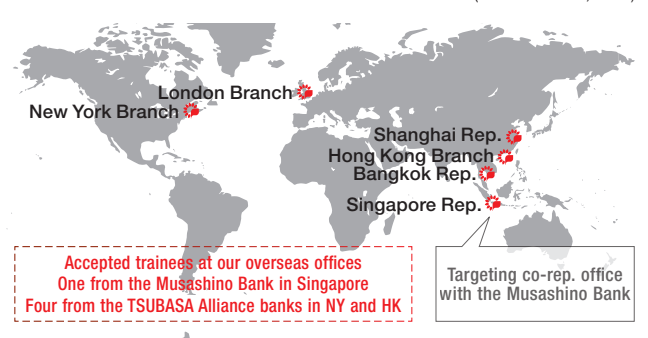 London Branch
New York Branch
Shanghai Rep.
Hong Kong Branch
Bangkok Rep.
Singapore Rep.
Accepted trainees at our overseas offices
One from the Musashino Bank in Singapore
Four from the TSUBASA Alliance banks in NY and HK
Targeting co-rep. office
with the Musashino Bank